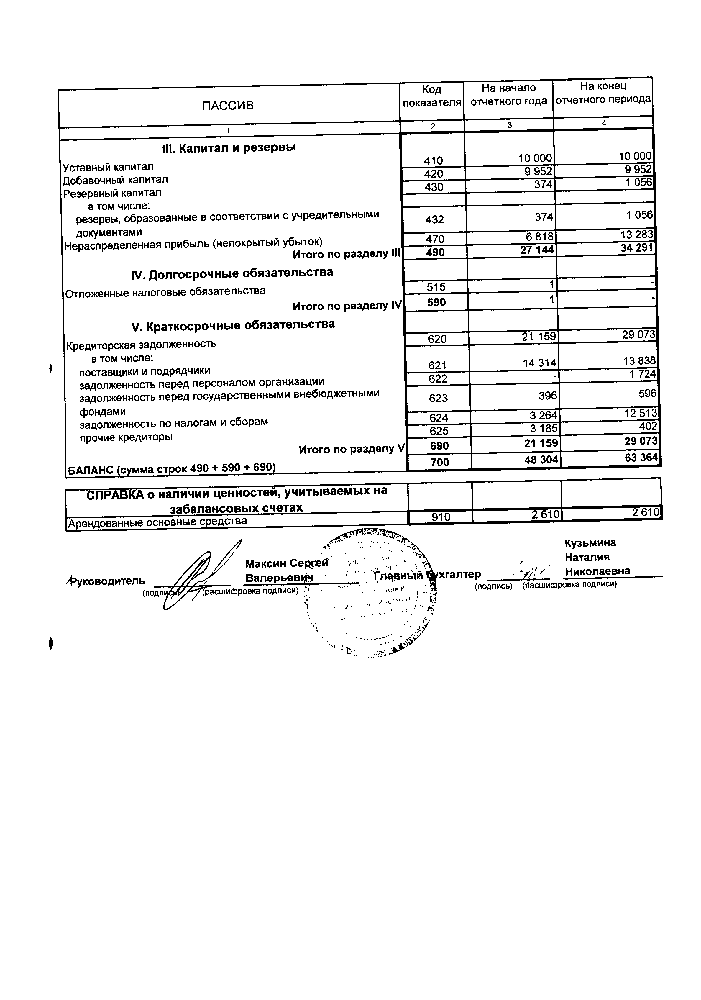 ПАССИВ Код показателя На начало отчетного года На конец отчетного периода
1 2 3 4
III. Капитал и резервы
Уставный капитал 410 10 000 10 000
Добавочный капитал 420 9 952 9 952
Резервный капитал 430 374 1 056
в том числе:
резервы, образованные в соответствии с учредительными
документами 432 374 1 056
Нераспределенная прибыль (непокрытый убыток) 470 6 818 13 283
Итого по разделу III 490 27 144 34 291
IV. Долгосрочные обязательства
Отложенные налоговые обязательства 515 1 -
Итого по разделу IV 590 1 -
V. Краткосрочные обязательства
Кредиторская задолженность 620 21 159 29 073
в том числе:
поставщики и подрядчики 621 14 314 13 838
задолженность перед персоналом организации 622 - 1 724
задолженность перед государственными внебюджетными
фондами 623 396 596
задолженность по налогам и сборам 624 3 264 12 513
прочие кредиторы 625 3 185 402
Итого по разделу V 690 21 159 29 073
БАЛАНС (сумма строк 490 + 590 + 690) 700 48 304 63 364
СПРАВКА о наличии ценностей, учитываемых на
забалансовых счетах
Арендованные основные средства 910 2 610 2 610
Руководитель Максин Сергей
Валерьевич
(подпись) (расшифровка подписи)
Главный бухгалтер Кузьмина
Наталия
Николаевна
(подпись) (расшифровка подписи)